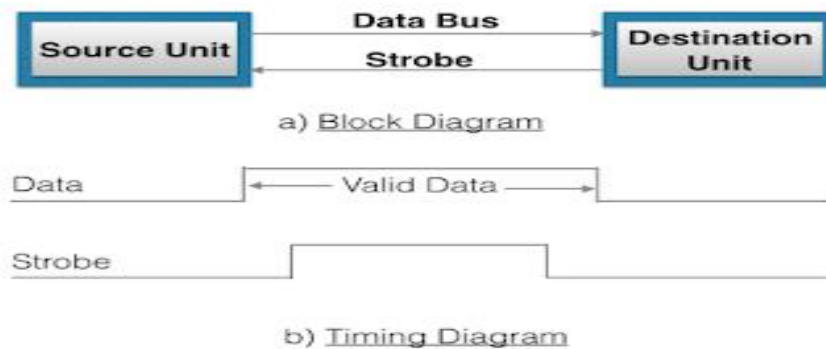 Data Bus
Source Unit
Strobe
Destination
Unit
a) Block Diagram
Data
Valid Data
Strobe
b) Timing Diagram